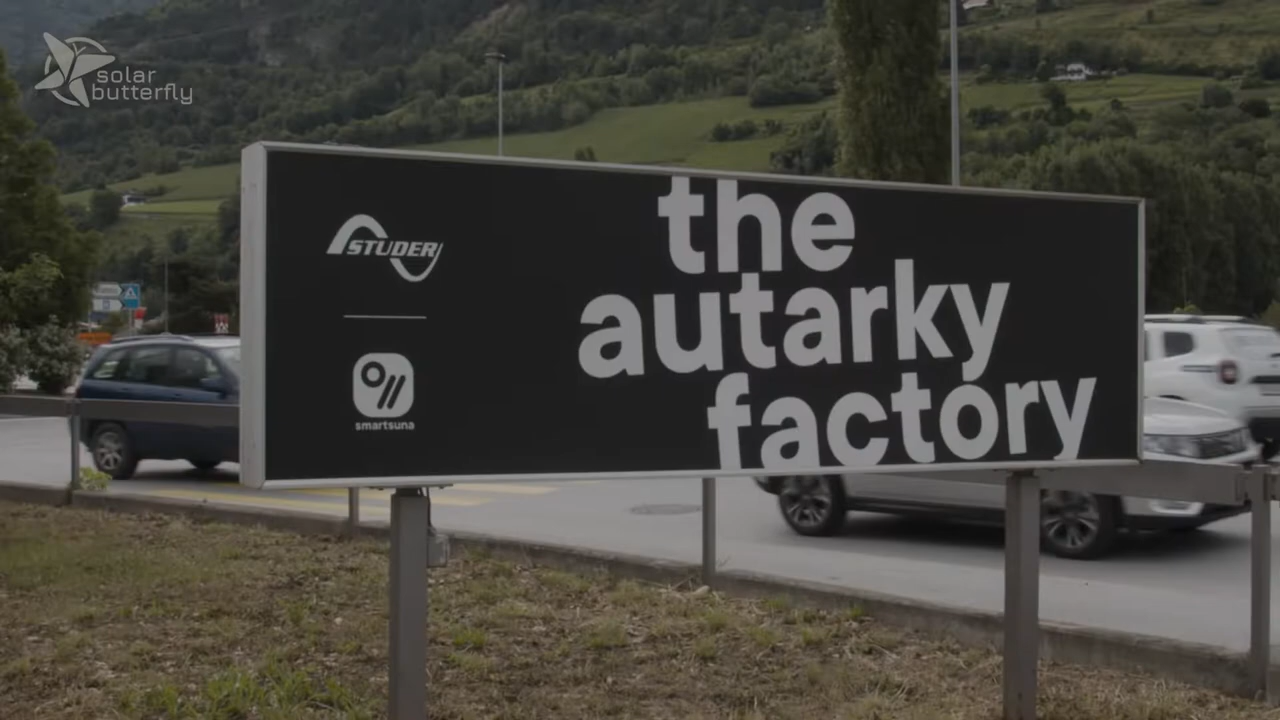 solar
butterfly
STUDER
smartsuna
the
autarky
factory